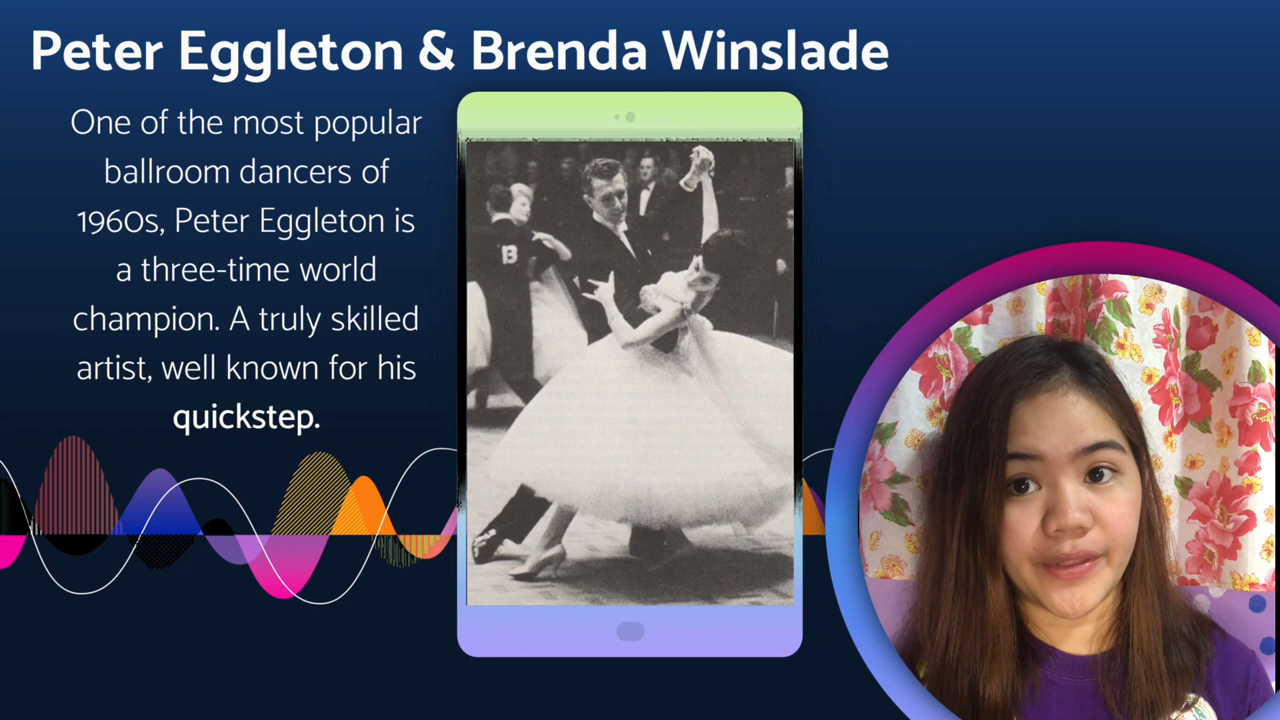 Peter Eggleton & Brenda Winslade
One of the most popular
ballroom dancers of
1960s, Peter Eggleton is
a three-time world
champion. A truly skilled
artist, well known for his
quickstep.
13